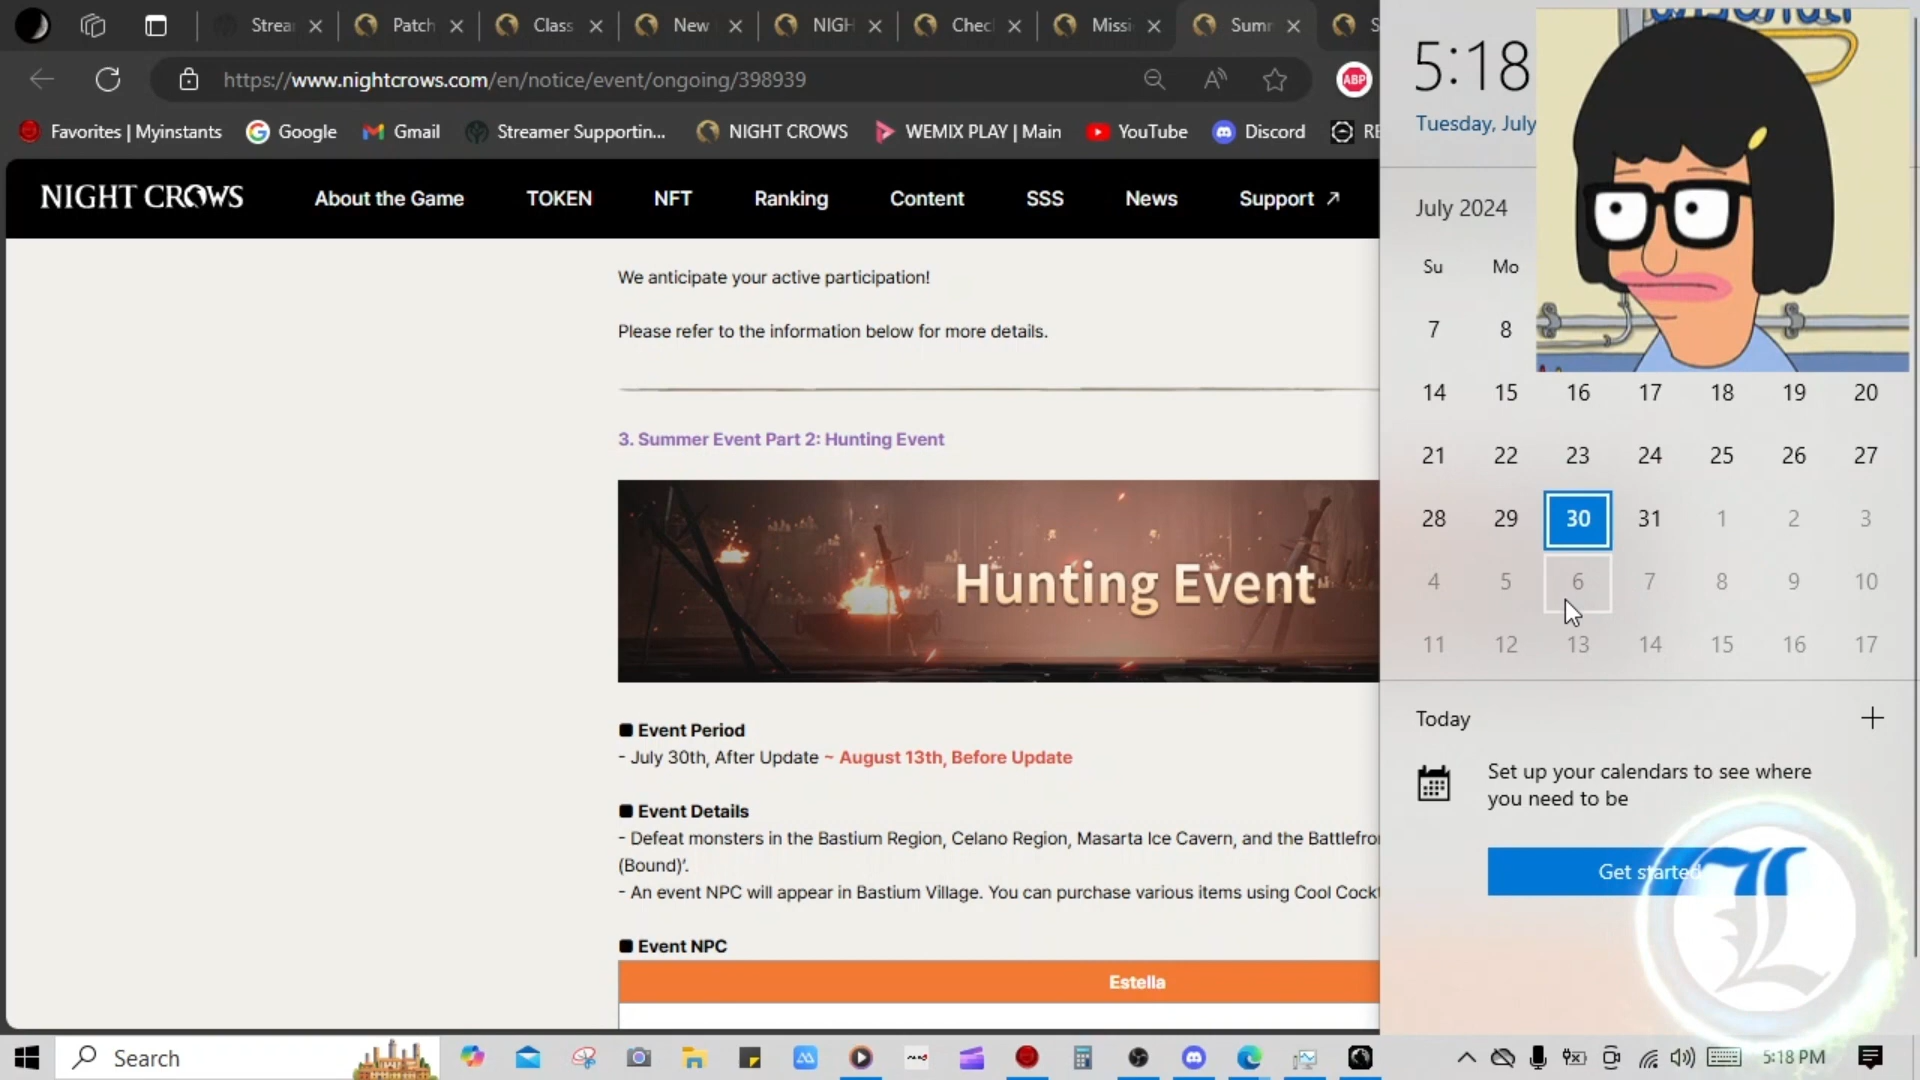 Strea
Patch
Class
New
NIGH
Chec
Missi
Sum
S
https://www.nightcrows.com/en/notice/event/ongoing/398939
ABP
Favorites | Myinstants
Google
Gmail
Streamer Supportin...
NIGHT CROWS
WEMIX PLAY | Main
YouTube
Discord
RE
NIGHT CROWS
About the Game
TOKEN
NFT
Ranking
Content
SSS
News
Support
We anticipate your active participation!
Please refer to the information below for more details.
3. Summer Event Part 2: Hunting Event
Hunting Event
Event Period
- July 30th, After Update ~ August 13th, Before Update
Event Details
- Defeat monsters in the Bastium Region, Celano Region, Masarta Ice Cavern, and the Battlefro
(Bound)'.
- An event NPC will appear in Bastium Village. You can purchase various items using Cool Cockt
Event NPC
Estella
5:18
Tuesday, July
July 2024
Su Mo
7 8
14 15 16 17 18 19 20
21 22 23 24 25 26 27
28 29 30 31 1 2 3
4 5 6 7 8 9 10
11 12 13 14 15 16 17
Today
Set up your calendars to see where
you need to be
Get started
L
Search
5:18 PM